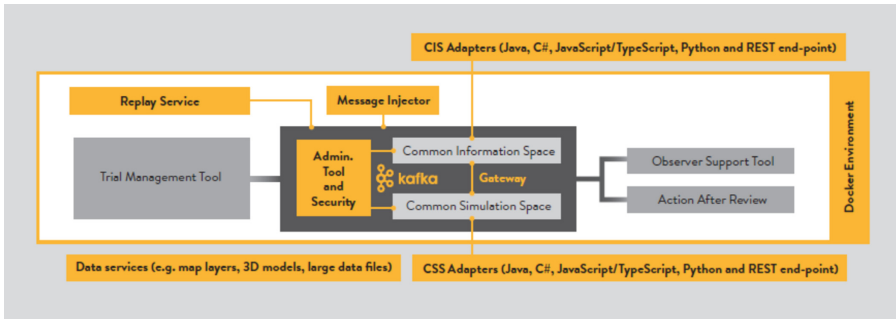 CIS Adapters (Java, C#, JavaScript/TypeScript, Python and REST end-point)
Replay Service
Message Injector
Trial Management Tool
Admin.
Tool
and
Security
Common Information Space
kafka
Gateway
Common Simulation Space
Observer Support Tool
Action After Review
Docker Environment
Data services (e.g. map layers, 3D models, large data files)
CSS Adapters (Java, C#, JavaScript/TypeScript, Python and REST end-point)